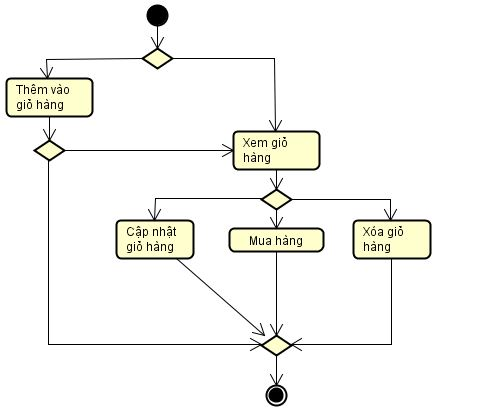 Thêm vào
giỏ hàng
Xem giỏ
hàng
Cập nhật
giỏ hàng
Mua hàng
Xóa giỏ
hàng